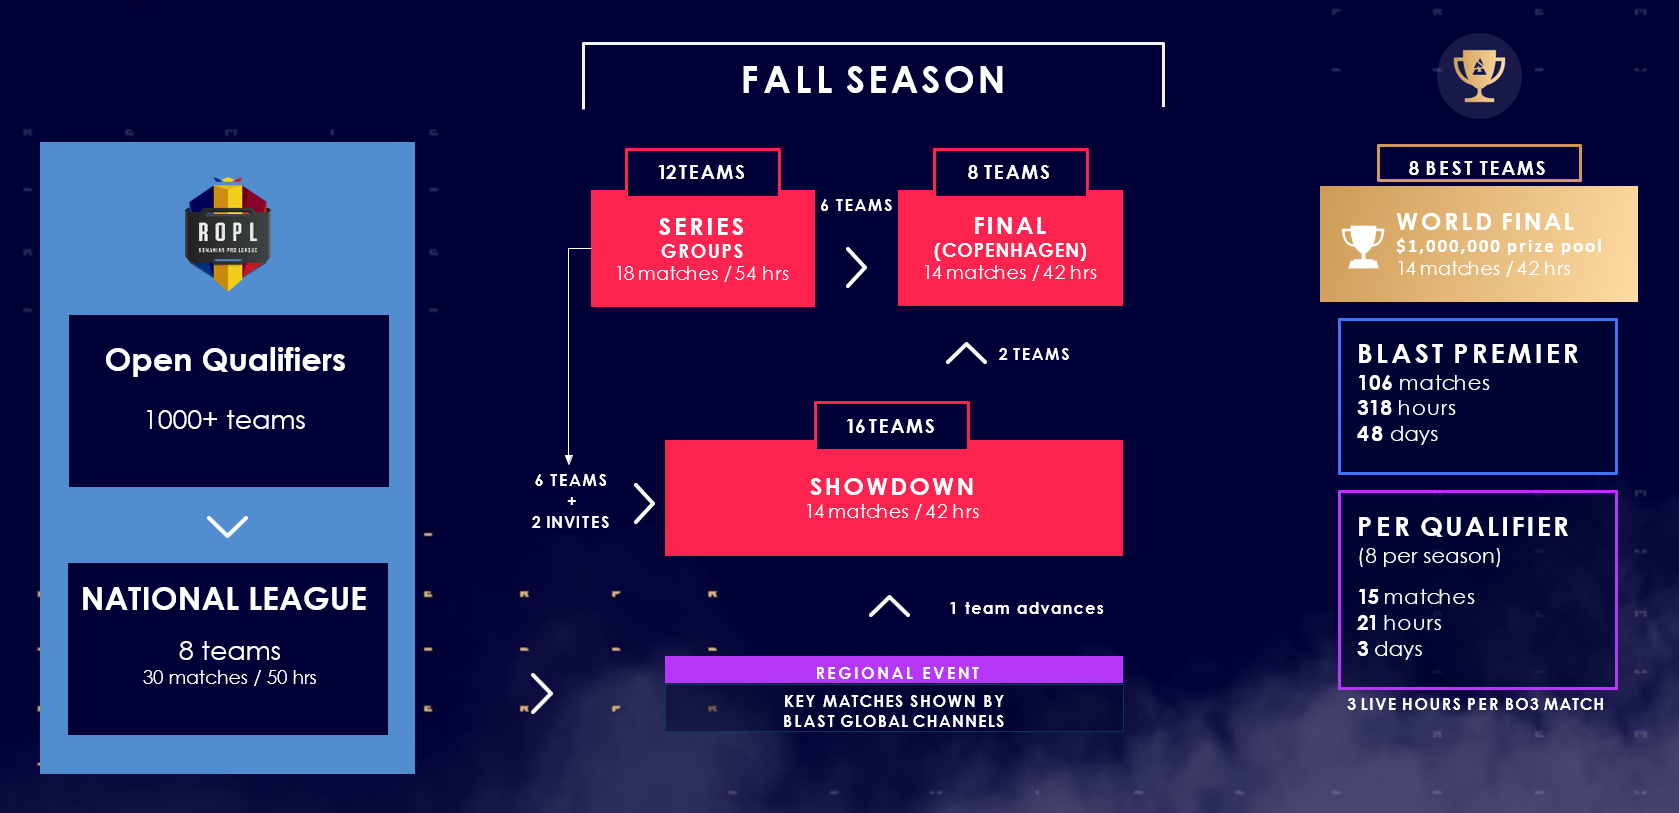 FALL SEASON
ROPL
ROMANIAN PRO LEAGUE
Open Qualifiers
1000+ teams
NATIONAL LEAGUE
8 teams
30 matches / 50 hrs
12 TEAMS
SERIES
GROUPS
18 matches / 54 hrs
6 TEAMS
8 TEAMS
FINAL
(COPENHAGEN)
14 matches / 42 hrs
2 TEAMS
6 TEAMS
+
2 INVITES
16 TEAMS
SHOWDOWN
14 matches / 42 hrs
1 team advances
REGIONAL EVENT
KEY MATCHES SHOWN BY
BLAST GLOBAL CHANNELS
8 BEST TEAMS
WORLD FINAL
$1,000,000 prize pool
14 matches / 42 hrs
BLAST PREMIER
106 matches
318 hours
48 days
PER QUALIFIER
(8 per season)
15 matches
21 hours
3 days
3 LIVE HOURS PER BO3 MATCH